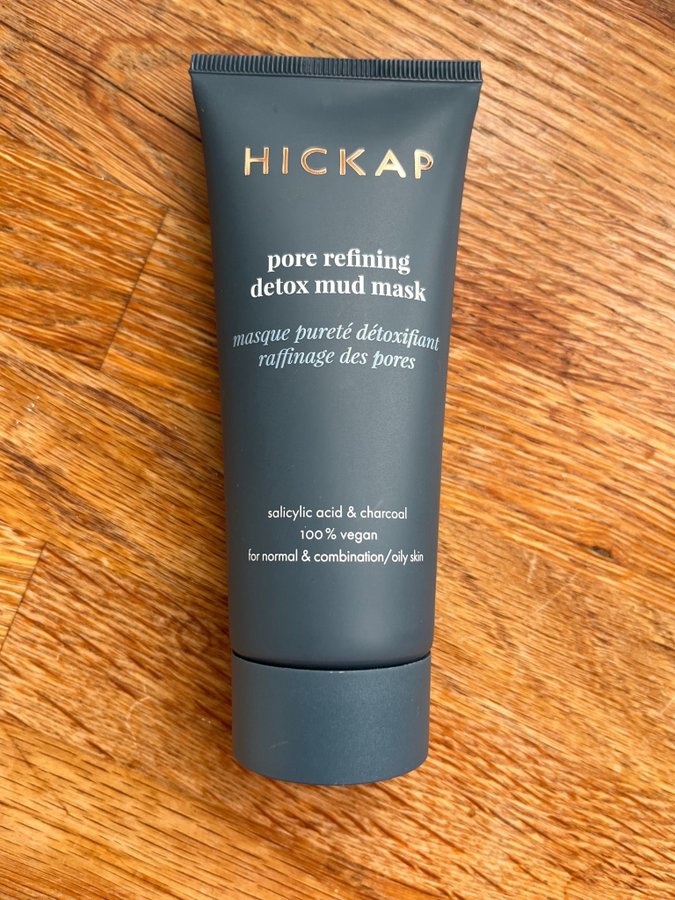 HICKAP
pore refining
detox mud mask
masque pureté détoxifiant
raffinage des pores
salicylic acid & charcoal
100% vegan
for normal & combination/oily skin